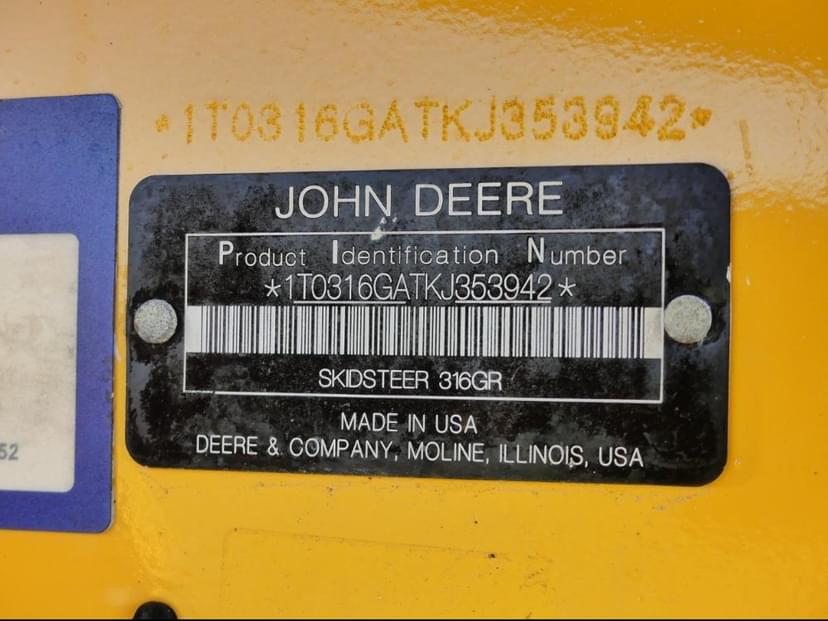 *1T0316GATKJ353942*
JOHN DEERE
Product Identification Number
*1T0316GATKJ353942*
SKIDSTEER 316GR
MADE IN USA
DEERE & COMPANY, MOLINE, ILLINOIS, USA
52